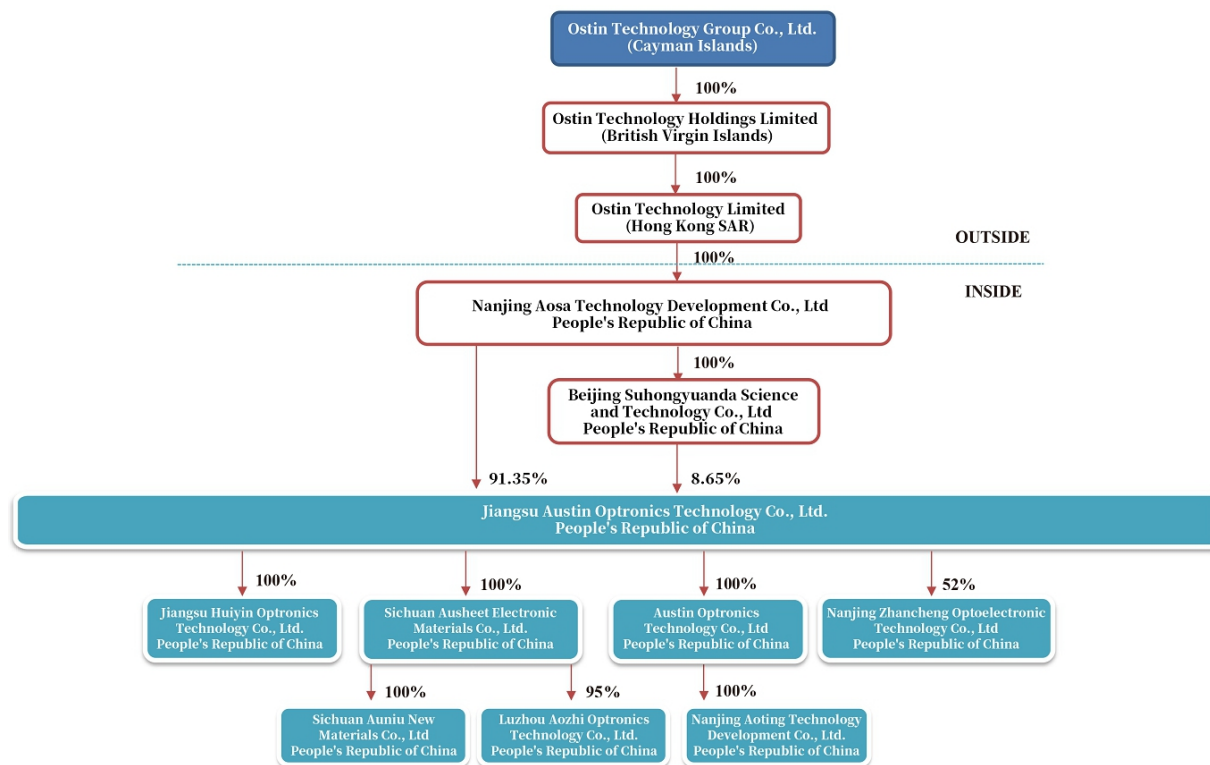 Ostin Technology Group Co., Ltd.
(Cayman Islands)
100%
Ostin Technology Holdings Limited
(British Virgin Islands)
100%
Ostin Technology Limited
(Hong Kong SAR)
OUTSIDE
100%
INSIDE
Nanjing Aosa Technology Development Co., Ltd
People's Republic of China
100%
Beijing Suhongyuanda Science
and Technology Co., Ltd
People's Republic of China
91.35%
8.65%
Jiangsu Austin Optronics Technology Co., Ltd.
People's Republic of China
100%
100%
100%
52%
Jiangsu Huiyin Optronics
Technology Co., Ltd.
People's Republic of China
Sichuan Ausheet Electronic
Materials Co., Ltd.
People's Republic of China
Austin Optronics
Technology Co., Ltd
People's Republic of China
Nanjing Zhancheng Optoelectronic
Technology Co., Ltd
People's Republic of China
100%
95%
100%
Sichuan Auniu New
Materials Co., Ltd
People's Republic of China
Luzhou Aozhi Optronics
Technology Co., Ltd.
People's Republic of China
Nanjing Aoting Technology
Development Co., Ltd.
People's Republic of China